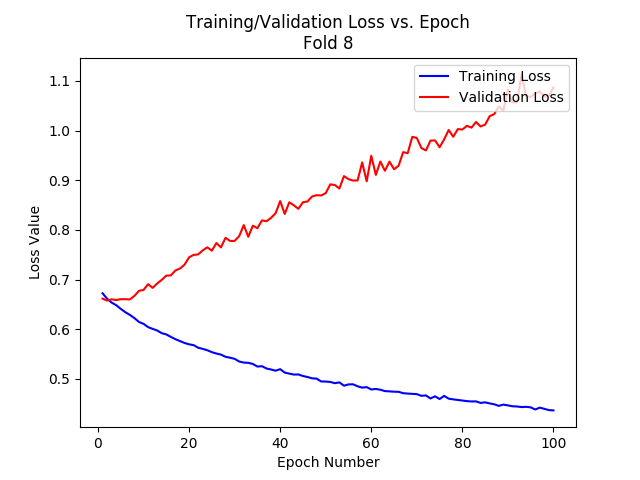 Training/Validation Loss vs. Epoch
Fold 8
Training Loss
Validation Loss
1.1
1.0
0.9
0.8
0.7
0.6
0.5
Loss Value
0 20 40 60 80 100
Epoch Number